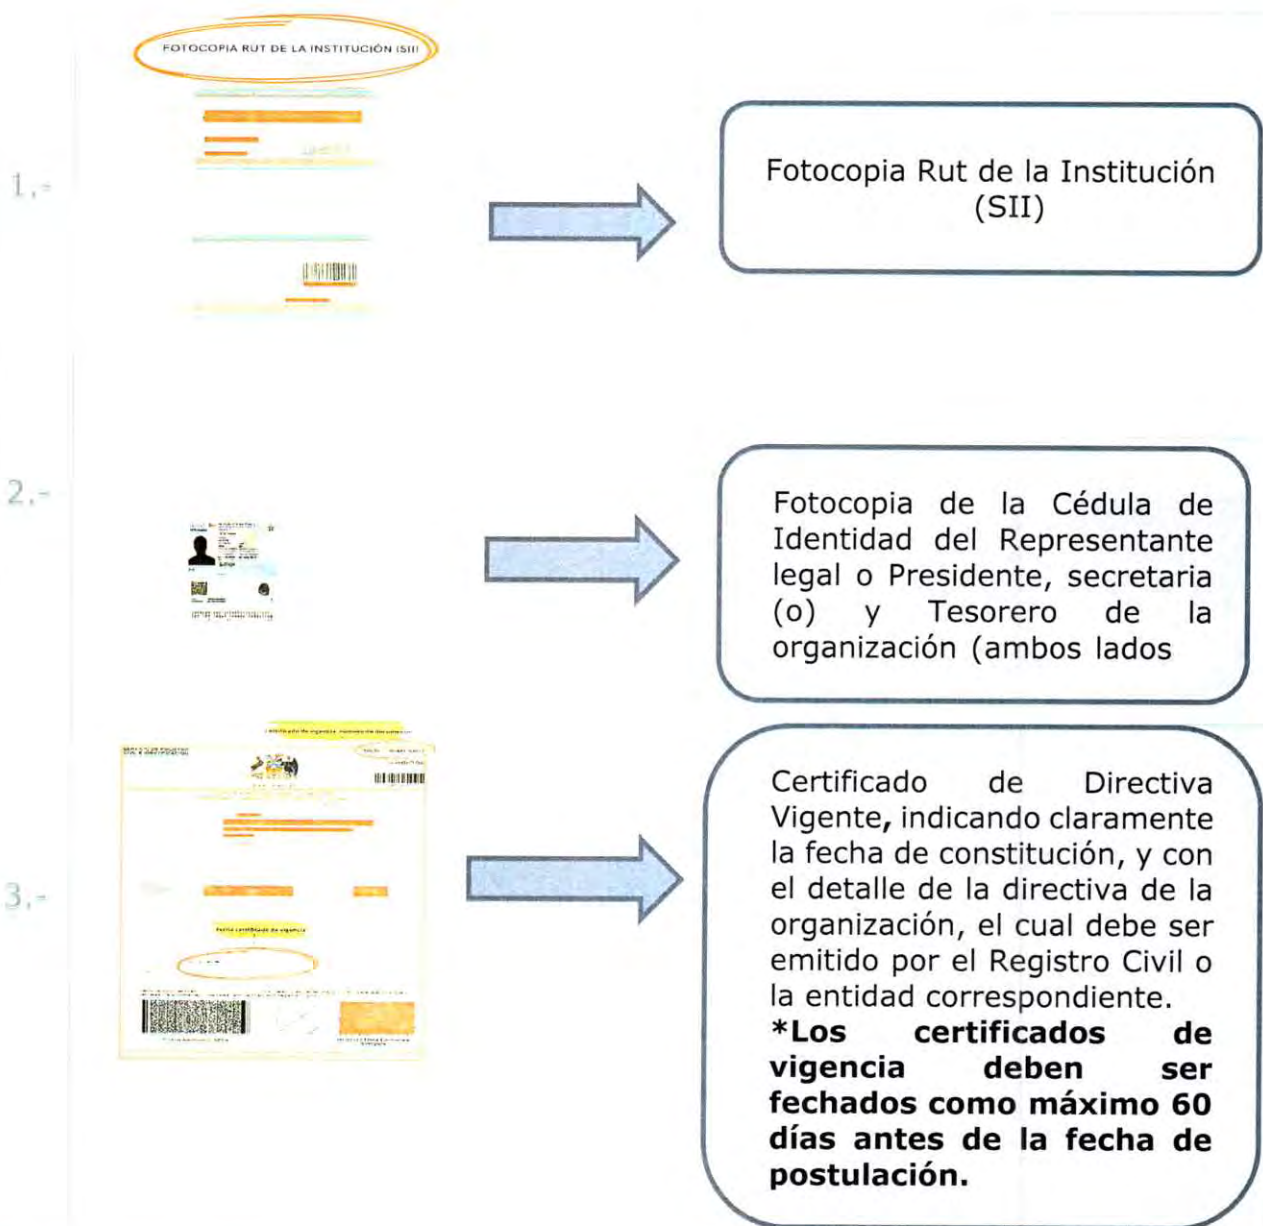 FOTOCOPIA RUT DE LA INSTITUCIÓN (SII)
1.-
Fotocopia Rut de la Institución
(SII)
2.-
Fotocopia de la Cédula de
Identidad del Representante
legal o Presidente, secretaria
(o) y Tesorero de la
organización (ambos lados
3.-
Fecha certificado de vigencia
Certificado de Directiva
Vigente, indicando claramente
la fecha de constitución, y con
el detalle de la directiva de la
organización, el cual debe ser
emitido por el Registro Civil o
la entidad correspondiente.
*Los certificados de
vigencia deben ser
fechados como máximo 60
días antes de la fecha de
postulación.